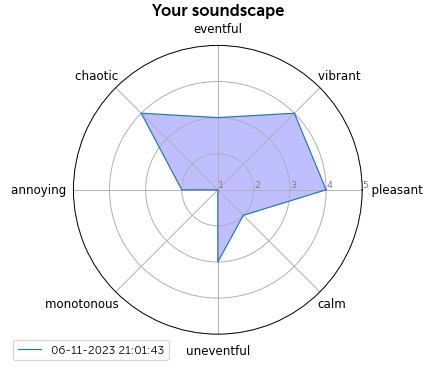 Your soundscape
eventful
chaotic
vibrant
annoying
1 2 3 4 5
pleasant
monotonous
calm
uneventful
06-11-2023 21:01:43